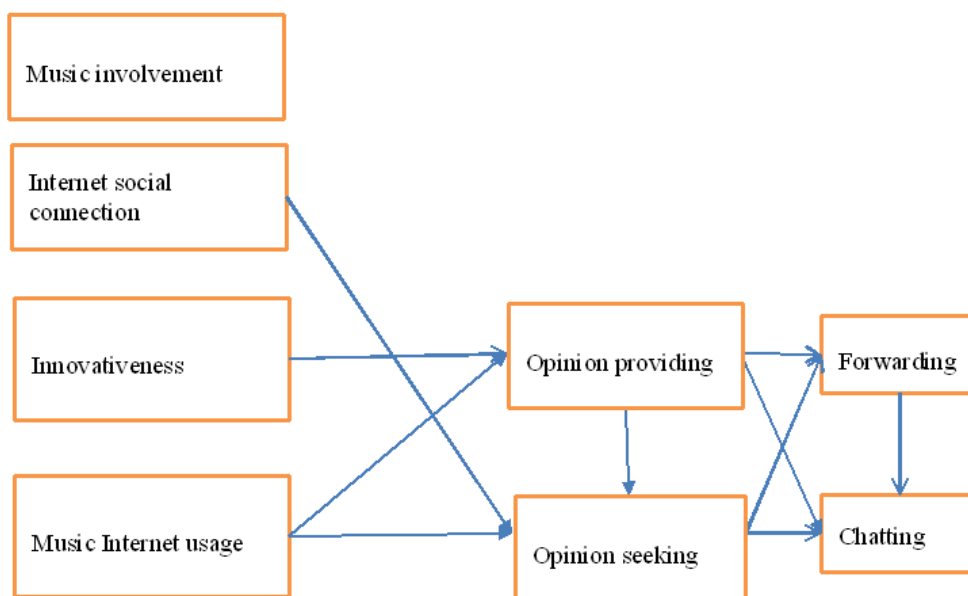 Music involvement
Internet social
connection
Innovativeness
Opinion providing
Forwarding
Music Internet usage
Opinion seeking
Chatting